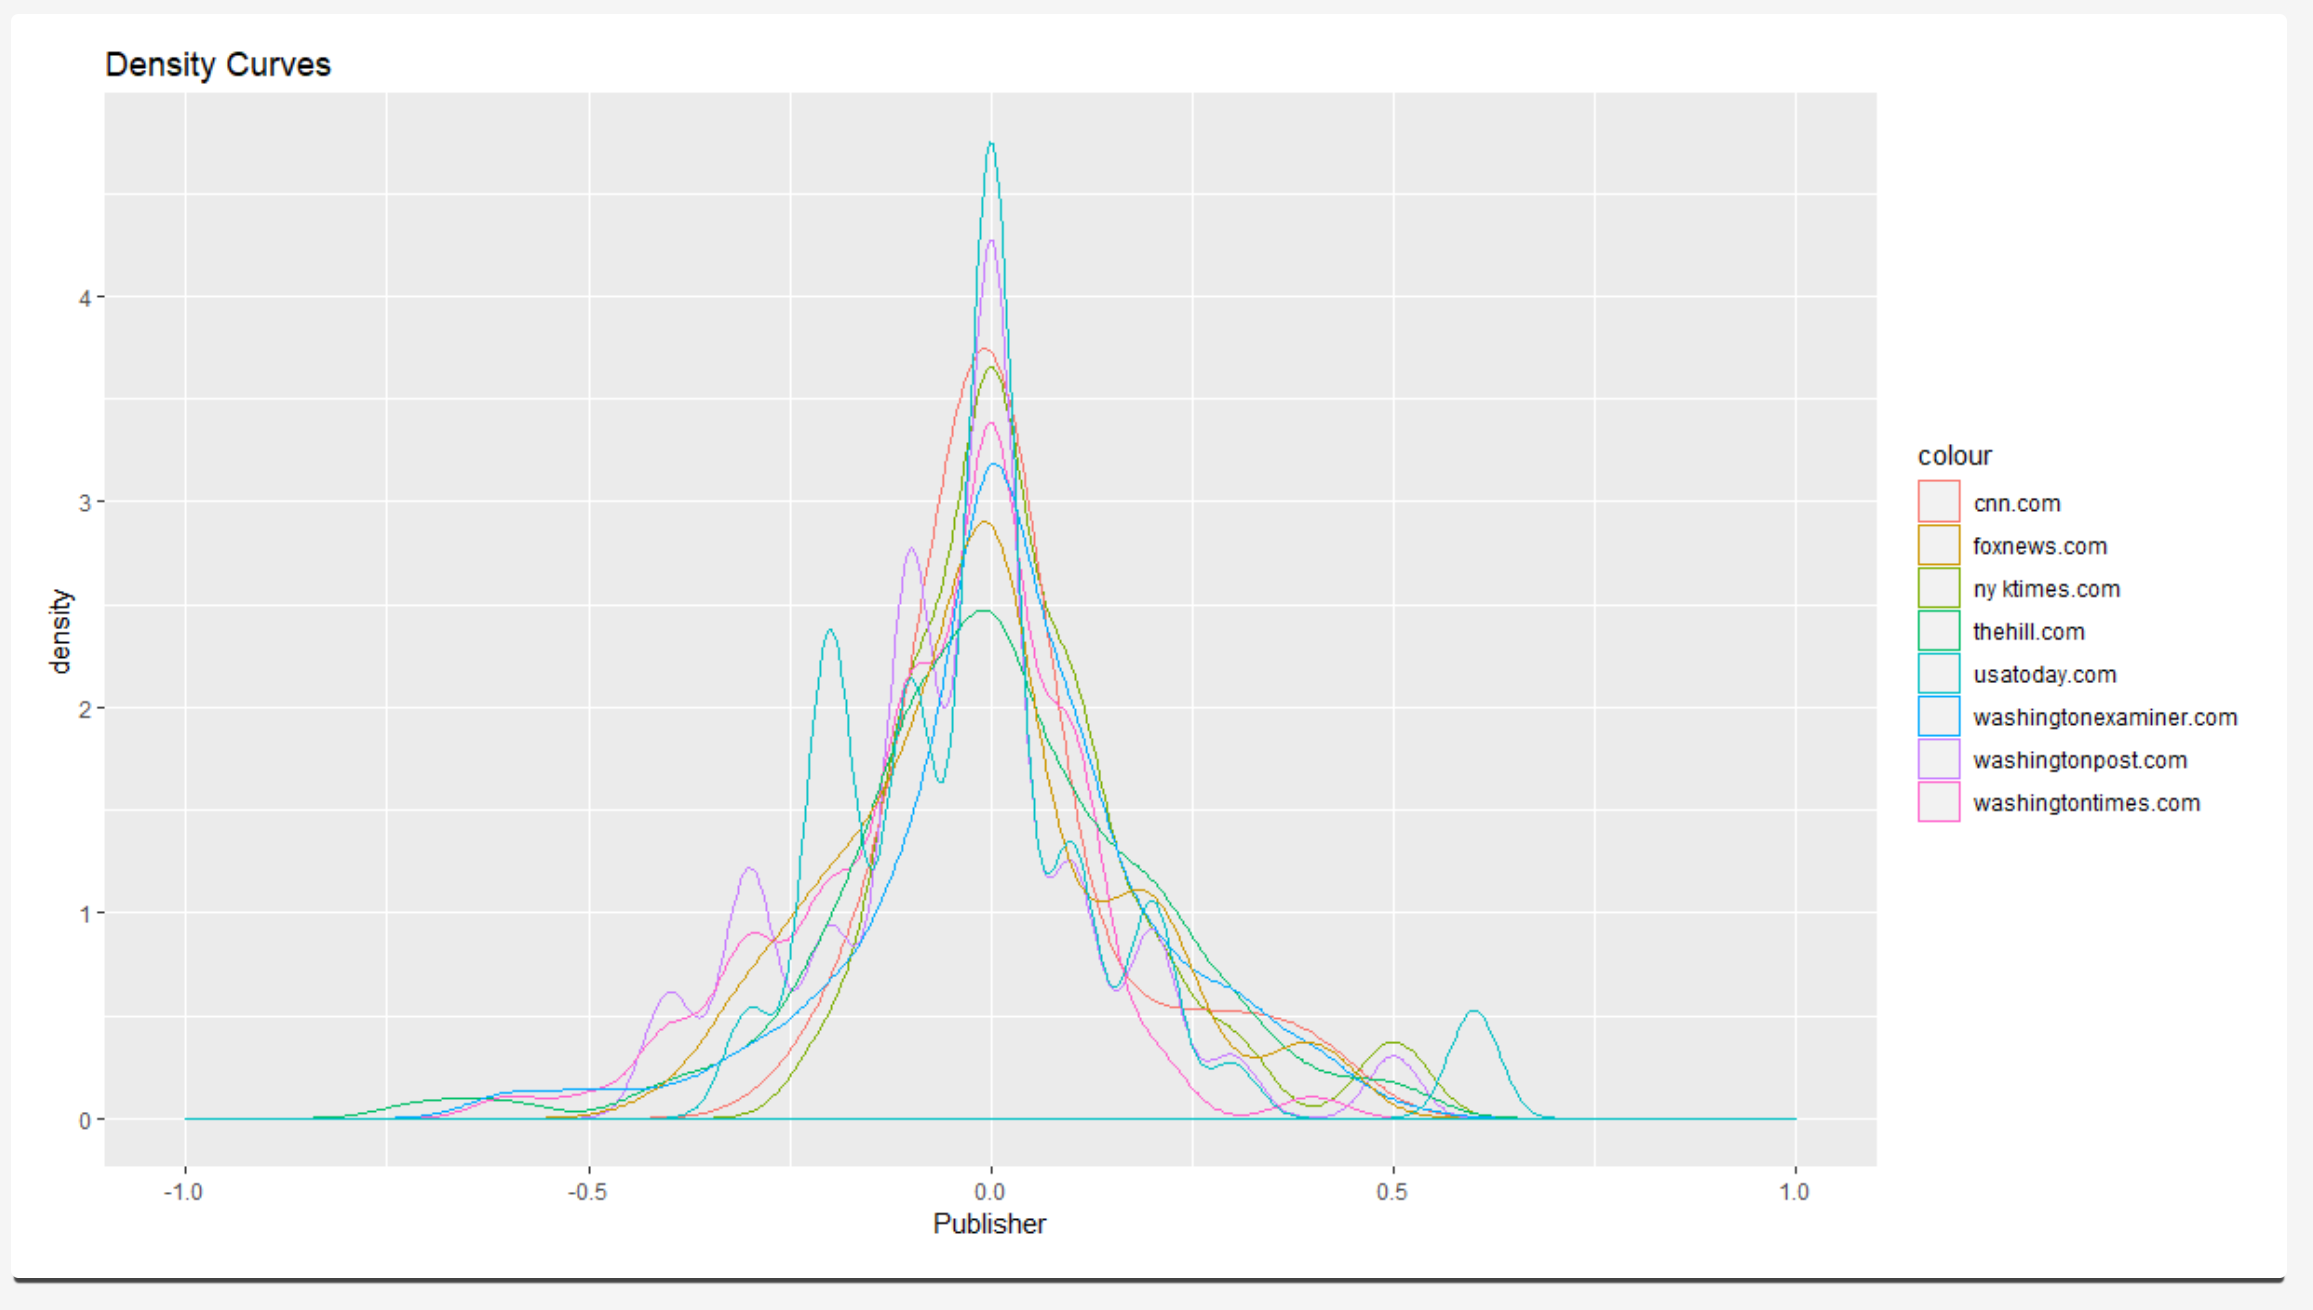 Density Curves
density
4
3
2
1
0
-1.0
-0.5
0.0
0.5
1.0
Publisher
colour
cnn.com
foxnews.com
ny ktimes.com
thehill.com
usatoday.com
washingtonexaminer.com
washingtonpost.com
washingtontimes.com